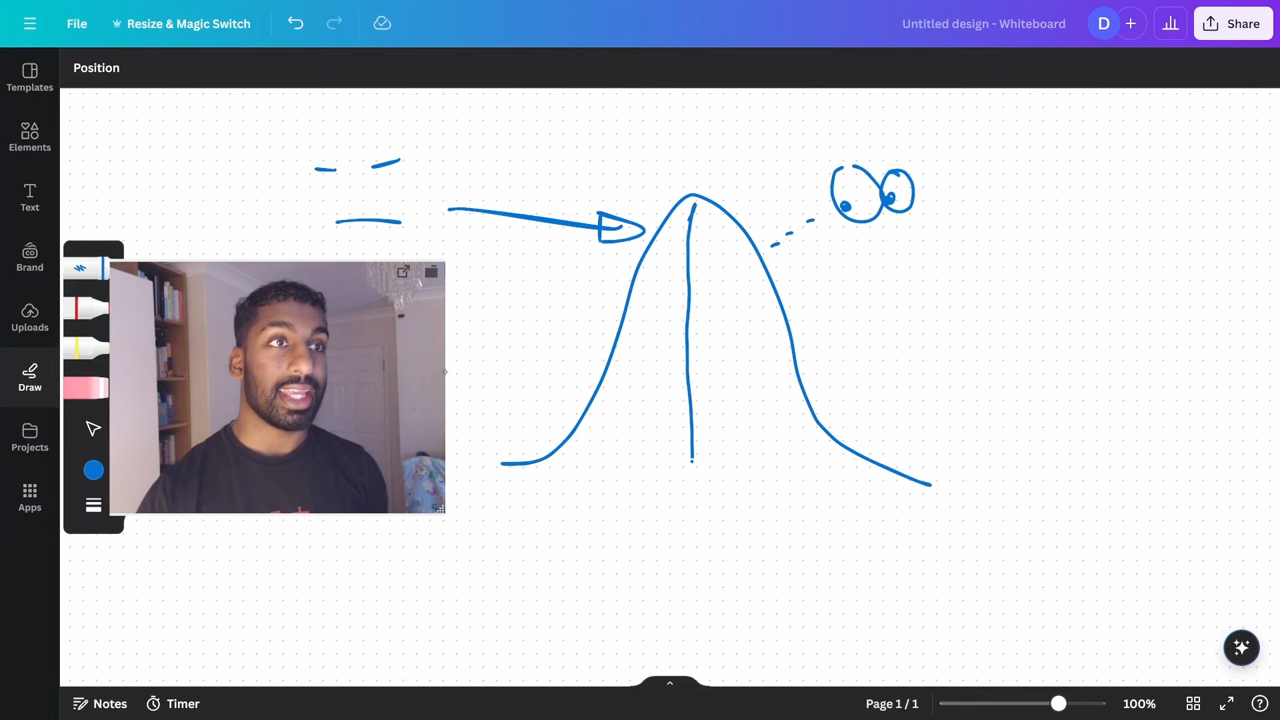 File
Resize & Magic Switch
Untitled design - Whiteboard
D
Share
Templates
Position
Elements
Text
Brand
Uploads
Draw
Projects
Apps
Notes
Timer
Page 1 / 1
100%